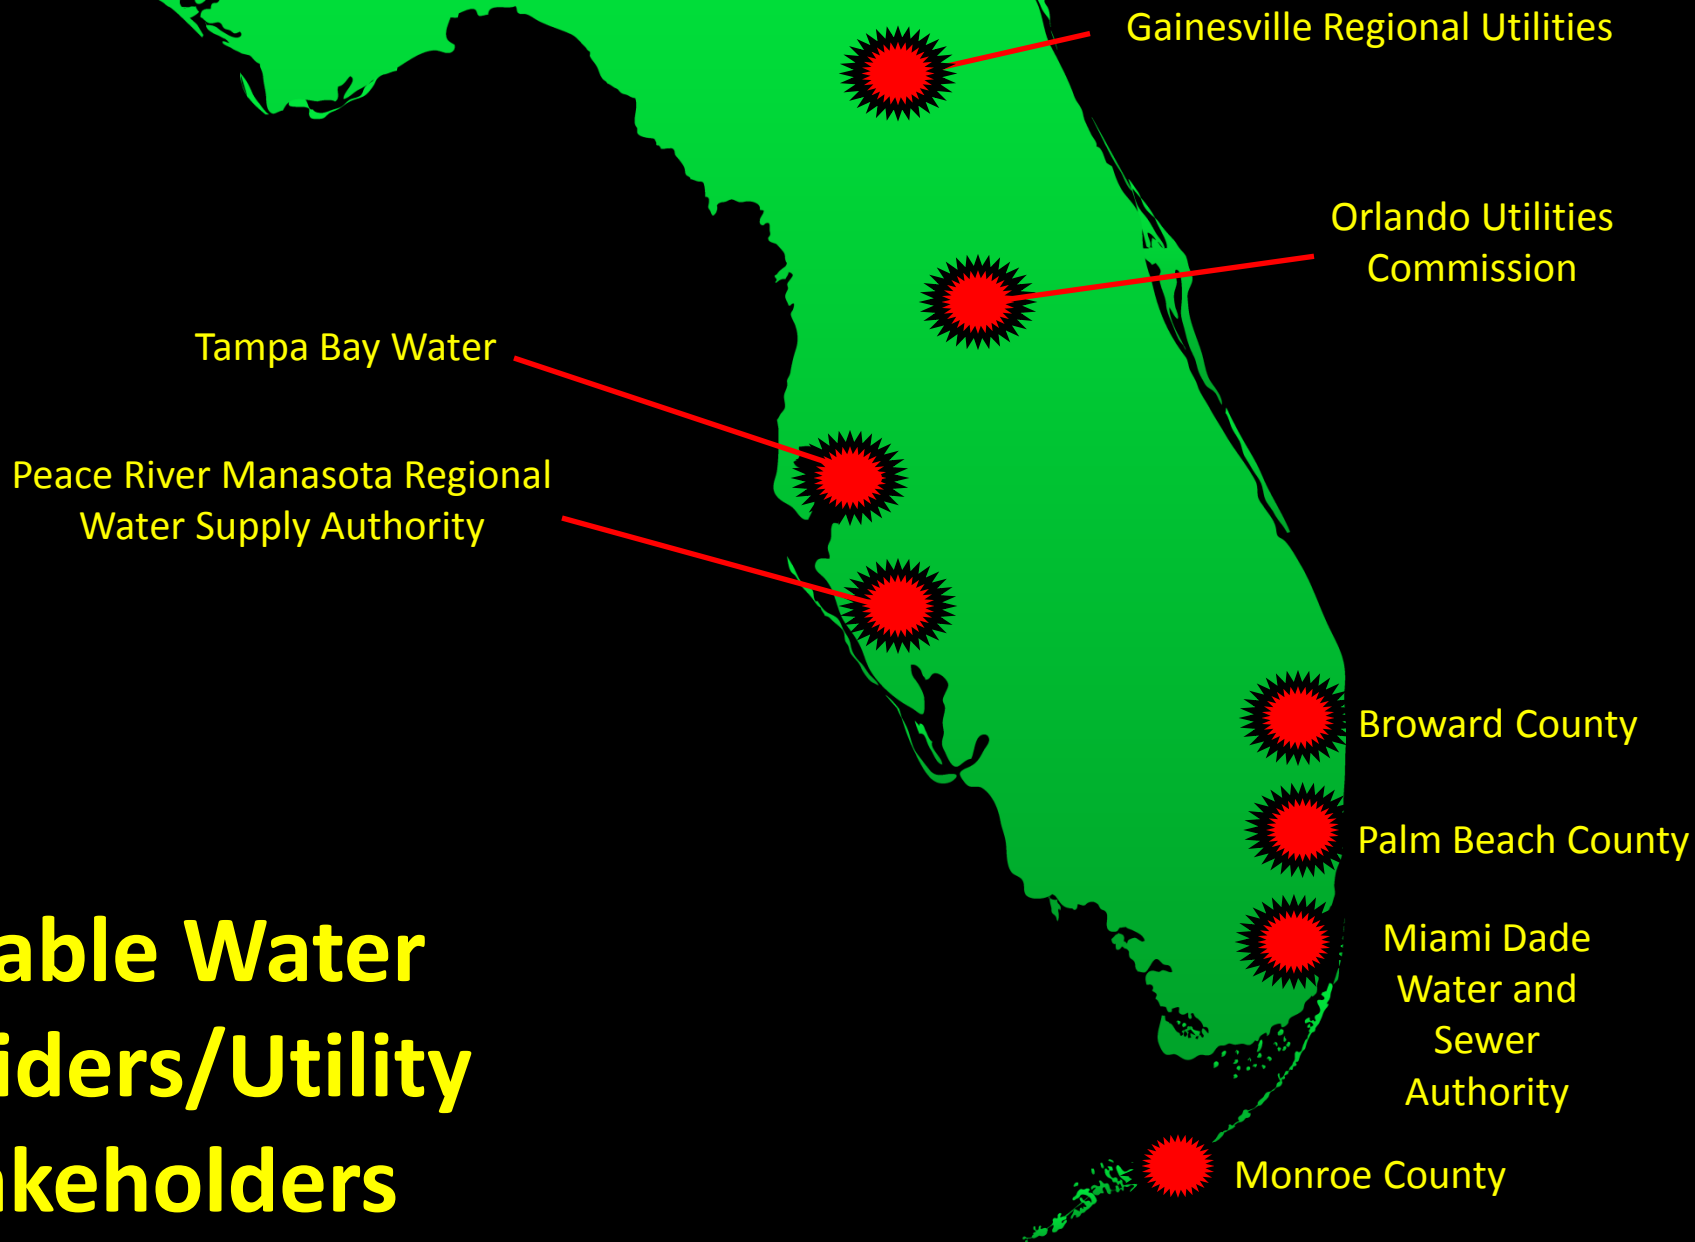 Gainesville Regional Utilities
Orlando Utilities
Commission
Tampa Bay Water
Peace River Manasota Regional
Water Supply Authority
Broward County
Palm Beach County
Miami Dade
Water and
Sewer
Authority
Monroe County
able Water
iders/Utility
akeholders